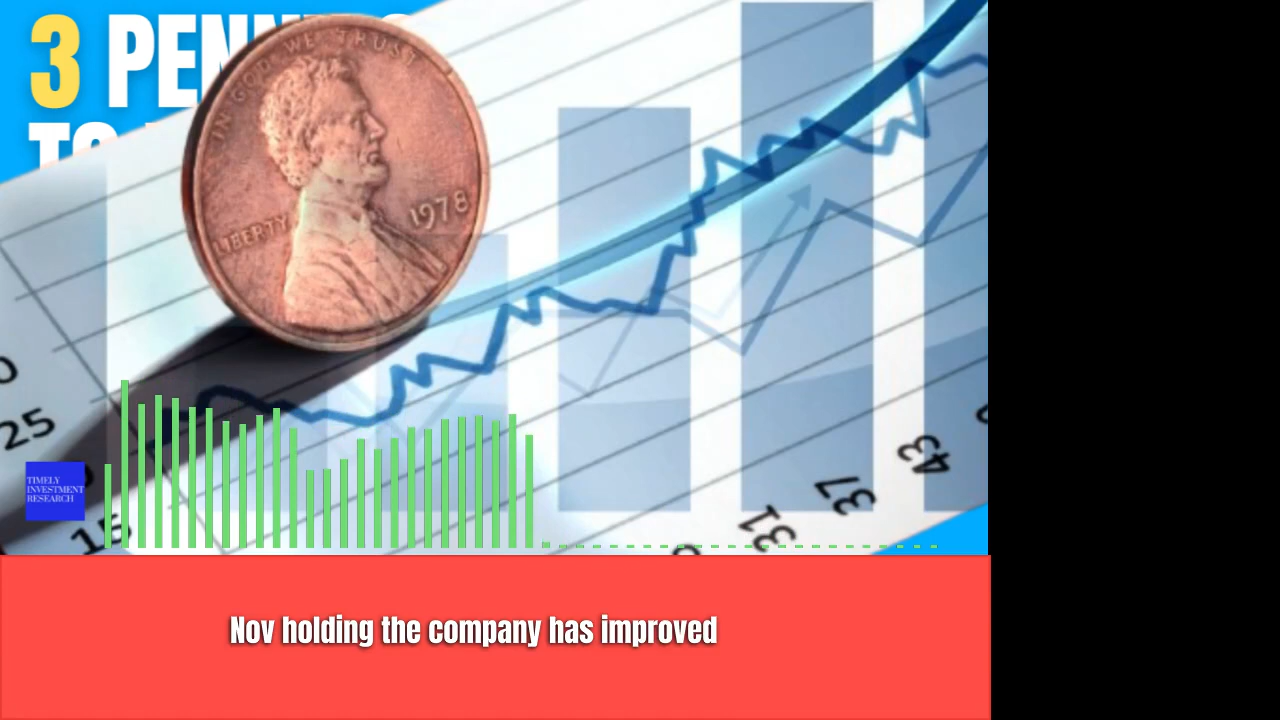 3 PEN
IN GOD WE TRUST
LIBERTY
1978
25
15
43
37
31
TIMELY
INVESTMENT
RESEARCH
Nov holding the company has improved